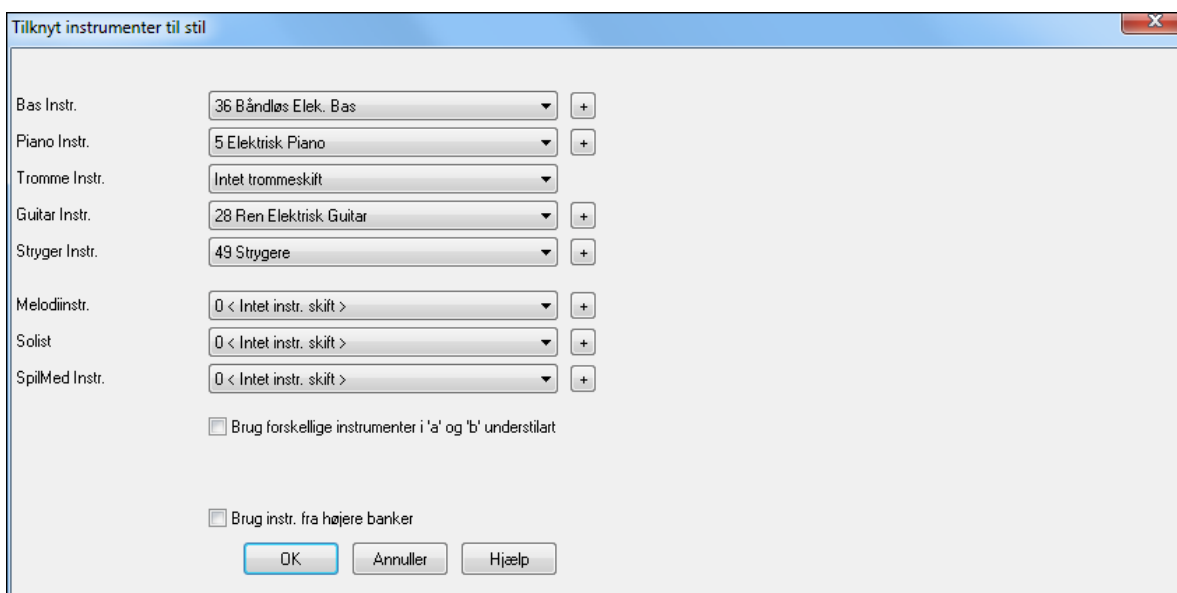 Tilknyt instrumenter til stil
Bas Instr. 36 Båndløs Elek. Bas +
Piano Instr. 5 Elektrisk Piano +
Tromme Instr. Intet trommeskift
Guitar Instr. 28 Ren Elektrisk Guitar +
Stryger Instr. 49 Strygere +
Melodiinstr. 0 < Intet instr. skift > +
Solist 0 < Intet instr. skift > +
SpilMed Instr. 0 < Intet instr. skift > +
Brug forskellige instrumenter i 'a' og 'b' understilart
Brug instr. fra højere banker
OK Annuller Hjælp